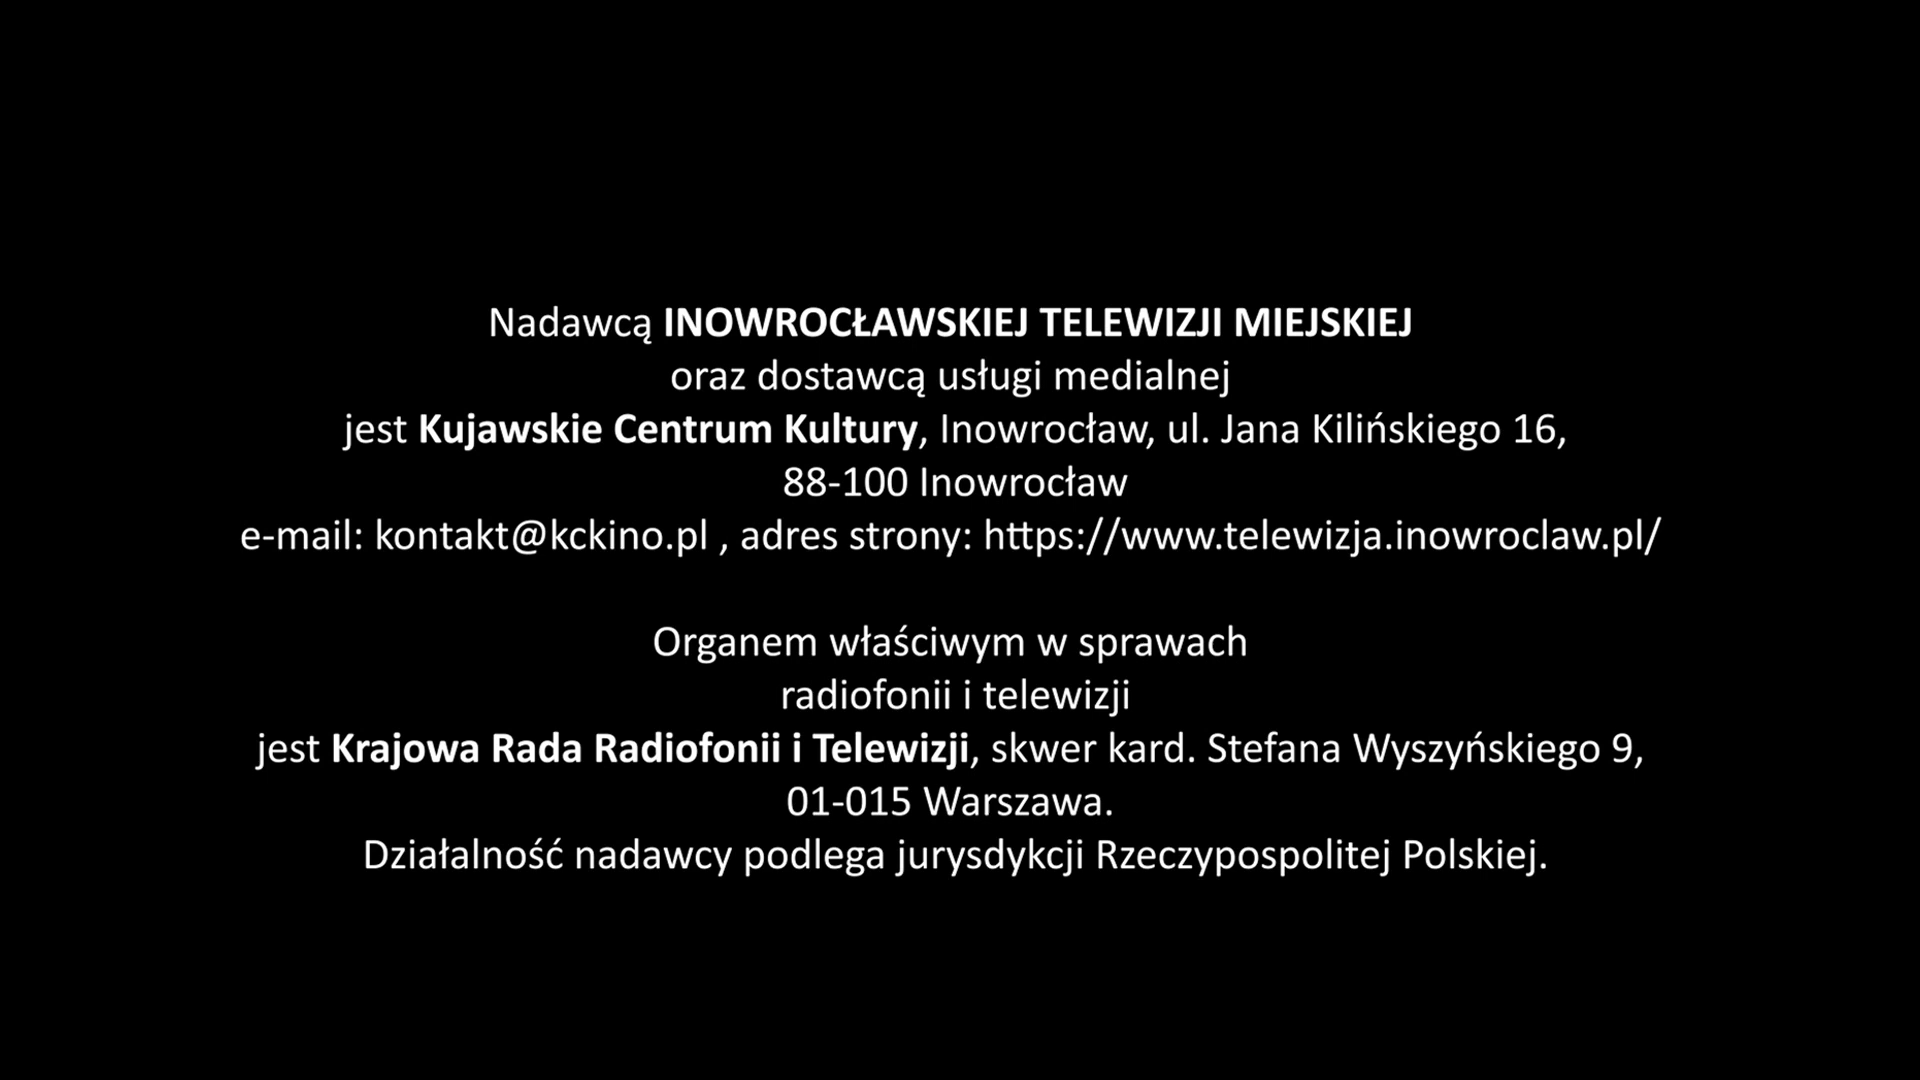 Nadawcą INOWROCŁAWSKIEJ TELEWIZJI MIEJSKIEJ
oraz dostawcą usługi medialnej
jest Kujawskie Centrum Kultury, Inowrocław, ul. Jana Kilińskiego 16,
88-100 Inowrocław
e-mail: kontakt@kckino.pl , adres strony: https://www.telewizja.inowroclaw.pl/
Organem właściwym w sprawach
radiofonii i telewizji
jest Krajowa Rada Radiofonii i Telewizji, skwer kard. Stefana Wyszyńskiego 9,
01-015 Warszawa.
Działalność nadawcy podlega jurysdykcji Rzeczypospolitej Polskiej.